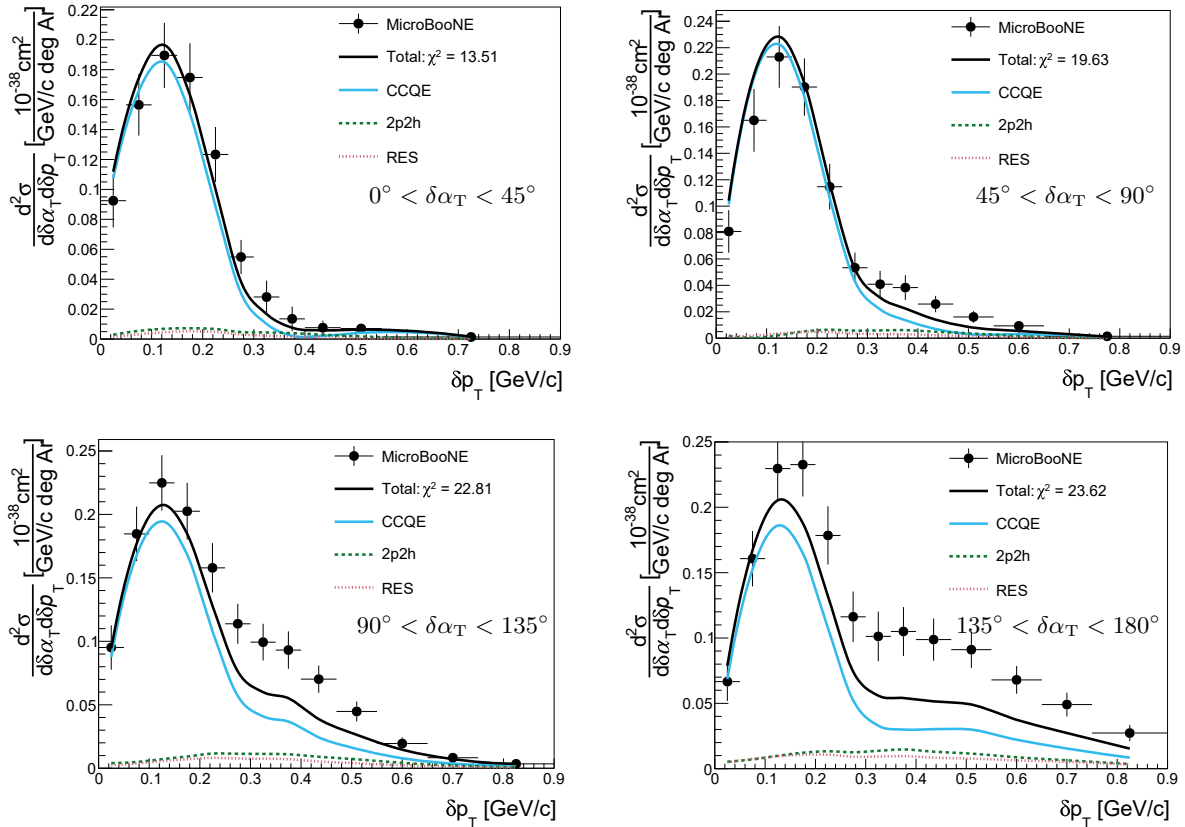 d²σ/dδα_T dδp_T [10⁻³⁸cm²/GeV/c deg Ar]
0.22
0.2
0.18
0.16
0.14
0.12
0.1
0.08
0.06
0.04
0.02
0
MicroBooNE
Total: χ² = 13.51
CCQE
2p2h
RES
0° < δα_T < 45°
0 0.1 0.2 0.3 0.4 0.5 0.6 0.7 0.8 0.9
δp_T [GeV/c]
d²σ/dδα_T dδp_T [10⁻³⁸cm²/GeV/c deg Ar]
0.24
0.22
0.2
0.18
0.16
0.14
0.12
0.1
0.08
0.06
0.04
0.02
0
MicroBooNE
Total: χ² = 19.63
CCQE
2p2h
RES
45° < δα_T < 90°
0 0.1 0.2 0.3 0.4 0.5 0.6 0.7 0.8 0.9
δp_T [GeV/c]
d²σ/dδα_T dδp_T [10⁻³⁸cm²/GeV/c deg Ar]
0.25
0.2
0.15
0.1
0.05
0
MicroBooNE
Total: χ² = 22.81
CCQE
2p2h
RES
90° < δα_T < 135°
0 0.1 0.2 0.3 0.4 0.5 0.6 0.7 0.8 0.9
δp_T [GeV/c]
d²σ/dδα_T dδp_T [10⁻³⁸cm²/GeV/c deg Ar]
0.25
0.2
0.15
0.1
0.05
0
MicroBooNE
Total: χ² = 23.62
CCQE
2p2h
RES
135° < δα_T < 180°
0 0.1 0.2 0.3 0.4 0.5 0.6 0.7 0.8 0.9
δp_T [GeV/c]